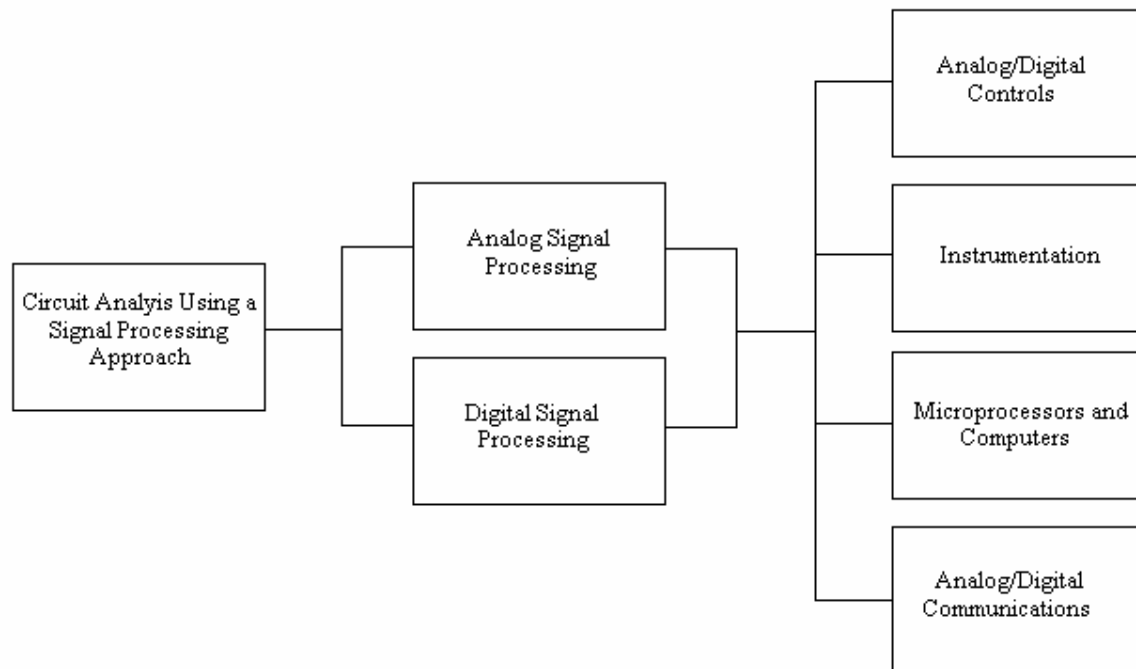 Circuit Analyis Using a
Signal Processing
Approach
Analog Signal
Processing
Digital Signal
Processing
Analog/Digital
Controls
Instrumentation
Microprocessors and
Computers
Analog/Digital
Communications